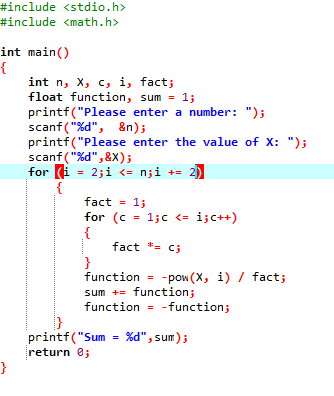 #include <stdio.h>
#include <math.h>

int main()
{
    int n, X, c, i, fact;
    float function, sum = 1;
    printf("Please enter a number: ");
    scanf("%d",  &n);
    printf("Please enter the value of X: ");
    scanf("%d",&X);
    for (i = 2;i <= n;i += 2)
        {
            fact = 1;
            for (c = 1;c <= i;c++)
            {
                fact *= c;
            }
            function = -pow(X, i) / fact;
            sum += function;
            function = -function;
        }
    printf("Sum = %d",sum);
    return 0;
}